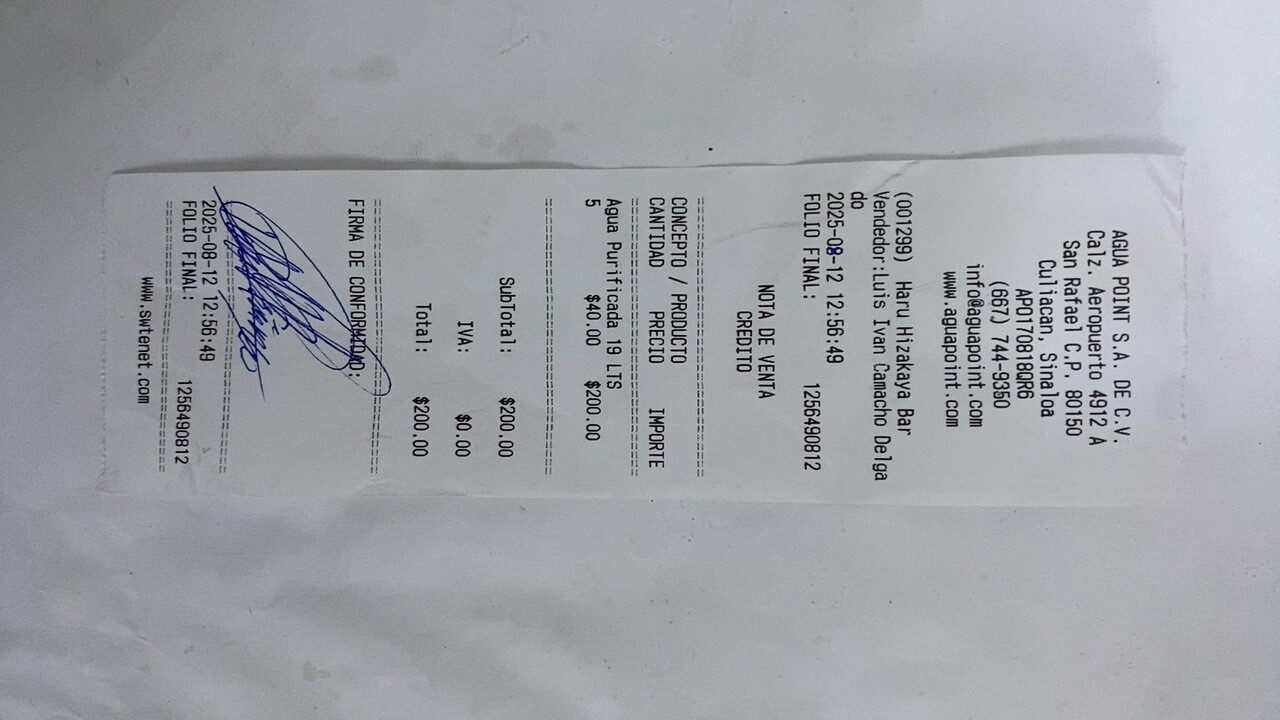 AGUA POINT S.A. DE C.V.
Calz. Aeropuerto 4912 A
San Rafael C.P. 80150
Culiacan, Sinaloa
APO170818QR6
(667) 744-9350
info@aguapoint.com
www.aguapoint.com
(001299) Haru Hizakaya Bar
Vendedor:Luis Ivan Camacho Delga
do
2025-08-12 12:56:49
FOLIO FINAL: 1256490812
NOTA DE VENTA
CREDITO
CONCEPTO / PRODUCTO
CANTIDAD PRECIO IMPORTE
Agua Purificada 19 LTS
5 $40.00 $200.00
SubTotal: $200.00
IVA: $0.00
Total: $200.00
FIRMA DE CONFORMIDAD:
2025-08-12 12:56:49
FOLIO FINAL: 1256490812
www.swtenet.com